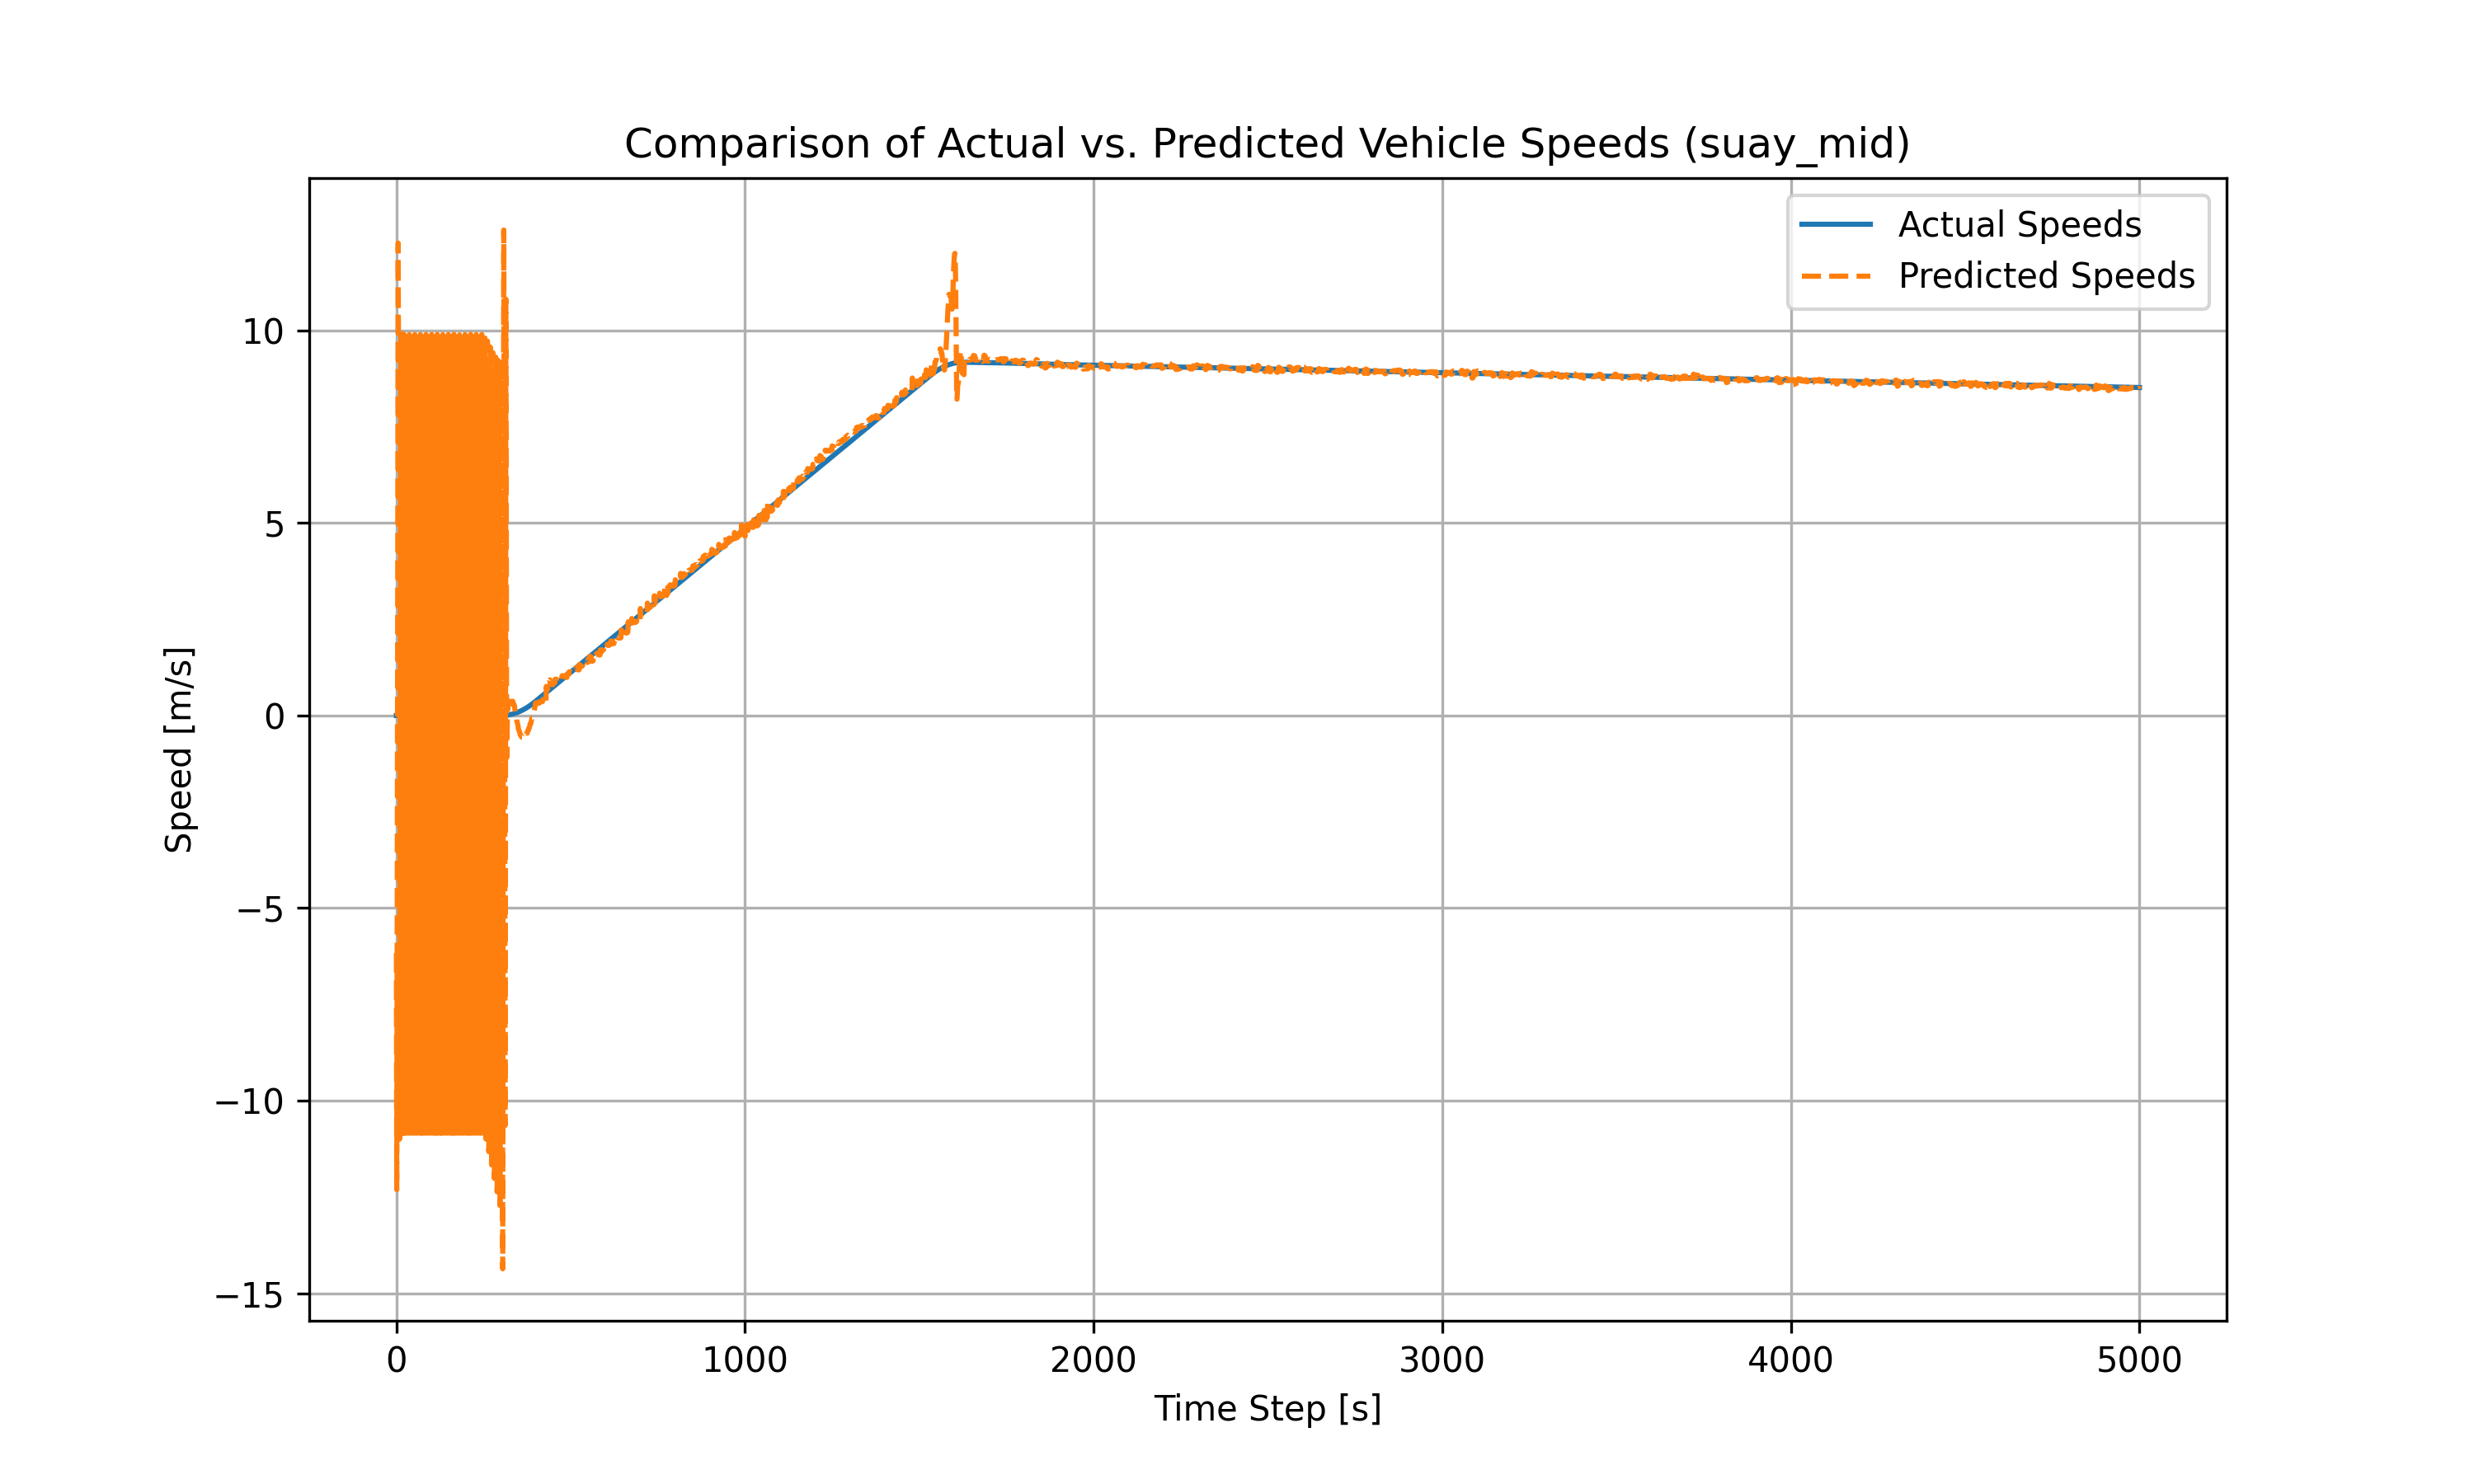 Comparison of Actual vs. Predicted Vehicle Speeds (suay_mid)
Actual Speeds
Predicted Speeds
10
5
0
−5
−10
−15
Speed [m/s]
0 1000 2000 3000 4000 5000
Time Step [s]